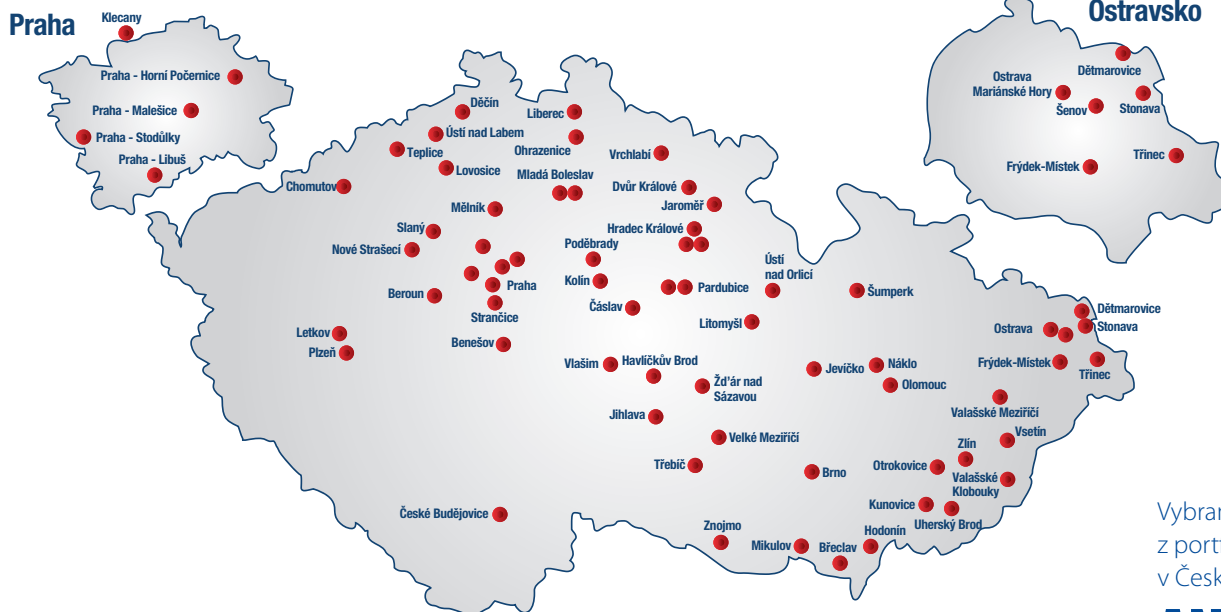 Praha
Klecany
Praha - Horní Počernice
Praha - Malešice
Praha - Stodůlky
Praha - Libuš
Ostravsko
Dětmarovice
Ostrava
Mariánské Hory
Šenov
Stonava
Frýdek-Místek
Třinec
Děčín
Liberec
Ústí nad Labem
Ohrazenice
Teplice
Vrchlabí
Lovosice
Mladá Boleslav
Chomutov
Dvůr Králové
Jaroměř
Mělník
Slaný
Hradec Králové
Nové Strašecí
Poděbrady
Ústí
nad Orlicí
Kolín
Praha
Pardubice
Šumperk
Beroun
Strančice
Čáslav
Litomyšl
Dětmarovice
Stonava
Ostrava
Letkov
Plzeň
Benešov
Vlašim
Havlíčkův Brod
Jevíčko
Náklo
Frýdek-Místek
Třinec
Žd'ár nad
Sázavou
Olomouc
Valašské Meziříčí
Jihlava
Velké Meziříčí
Vsetín
Zlín
Třebíč
Brno
Otrokovice
Valašské
Klobouky
Kunovice
Uherský Brod
České Budějovice
Znojmo
Mikulov
Břeclav
Hodonín
Vybran
z port
v Česk